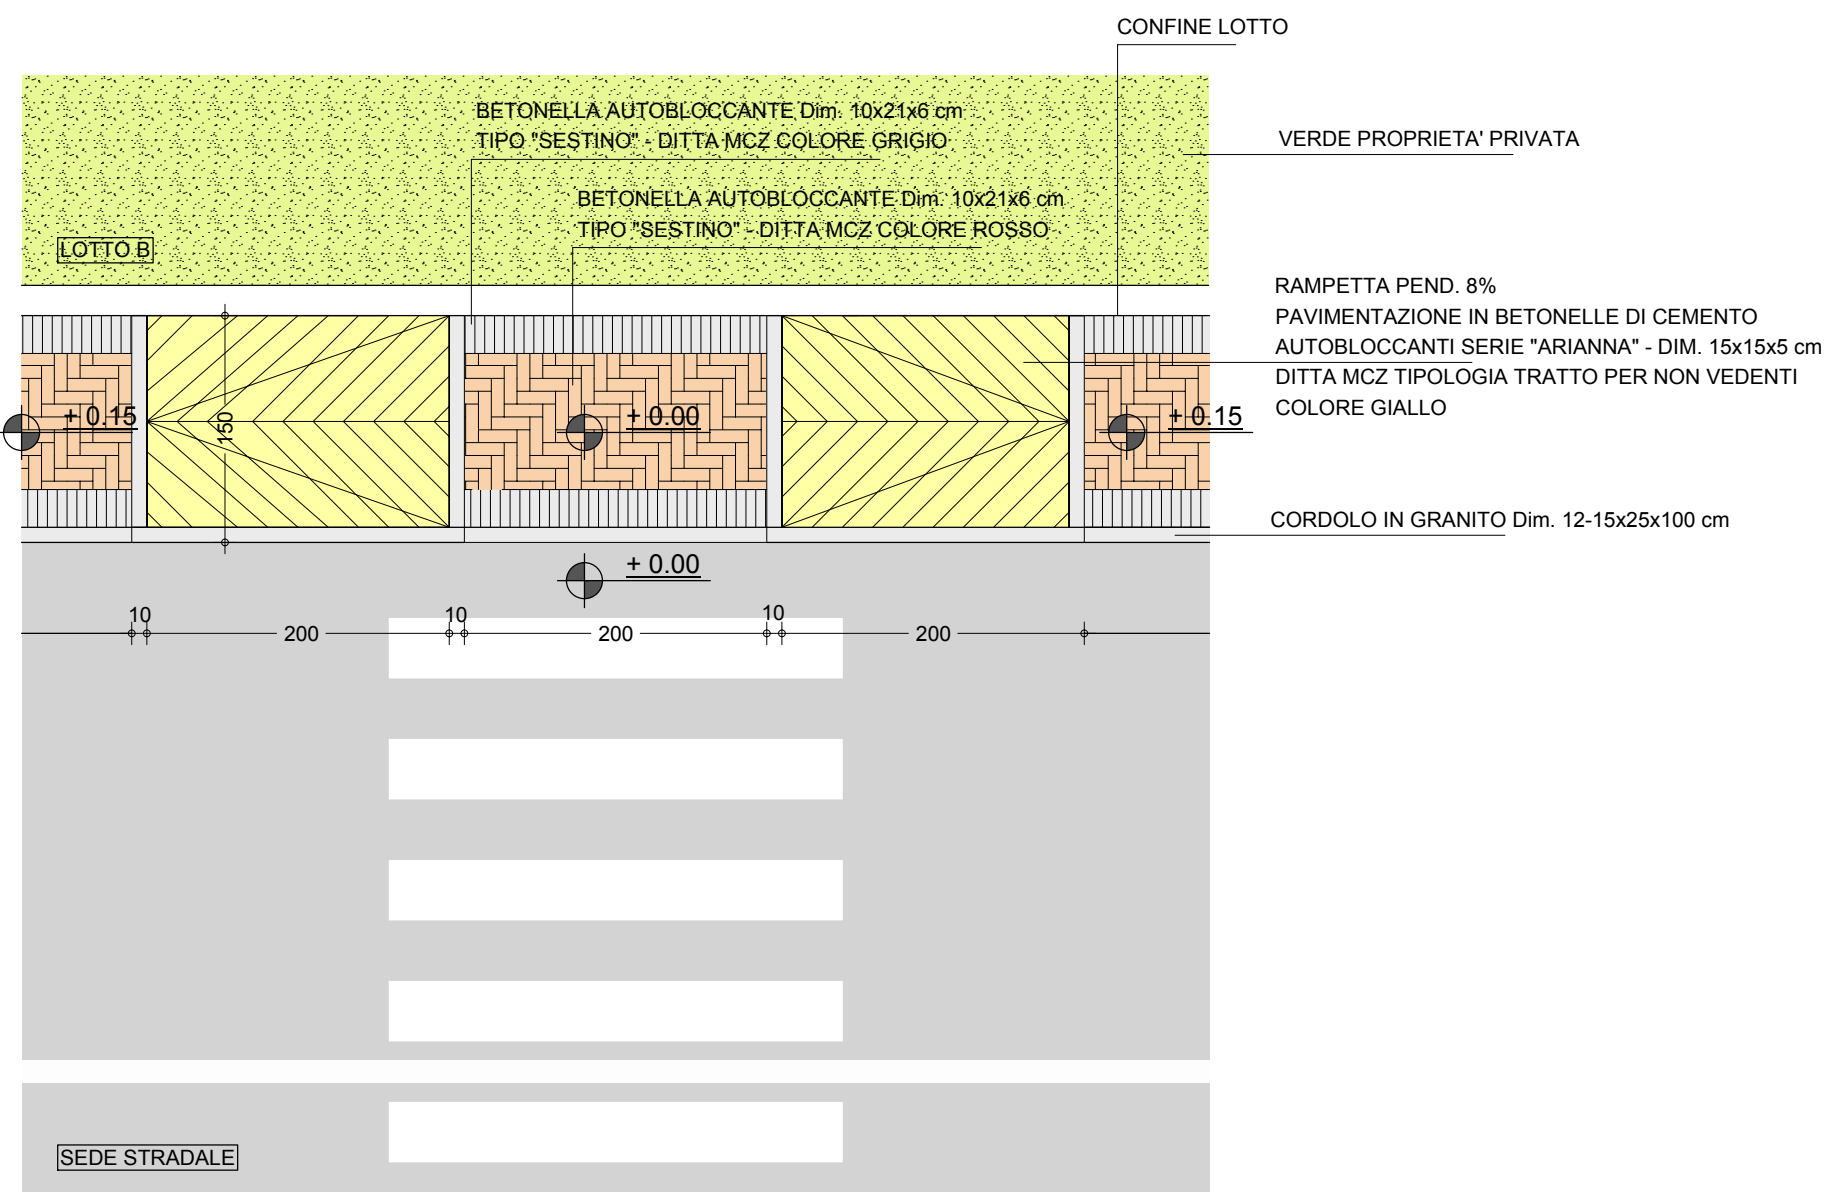 CONFINE LOTTO
BETONELLA AUTOBLOCCANTE Dim. 10x21x6 cm
TIPO "SESTINO" - DITTA MCZ COLORE GRIGIO
VERDE PROPRIETA' PRIVATA
BETONELLA AUTOBLOCCANTE Dim. 10x21x6 cm
TIPO "SESTINO" - DITTA MCZ COLORE ROSSO
LOTTO B
RAMPETTA PEND. 8%
PAVIMENTAZIONE IN BETONELLE DI CEMENTO
AUTOBLOCCANTI SERIE "ARIANNA" - DIM. 15x15x5 cm
DITTA MCZ TIPOLOGIA TRATTO PER NON VEDENTI
COLORE GIALLO
+ 0.15
150
+ 0.00
+ 0.15
CORDOLO IN GRANITO Dim. 12-15x25x100 cm
+ 0.00
10
200
10
200
10
200
SEDE STRADALE